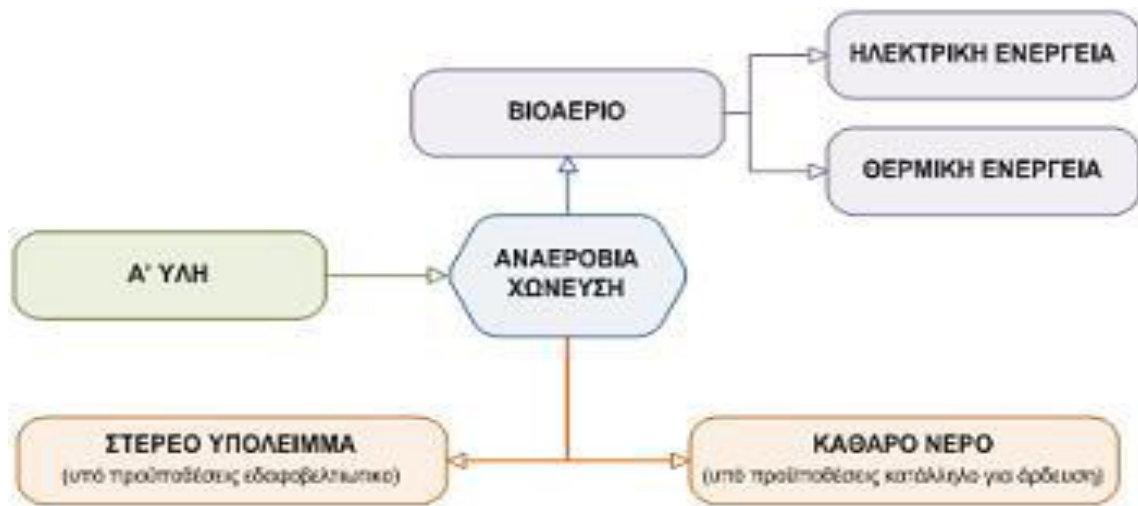 ΗΛΕΚΤΡΙΚΗ ΕΝΕΡΓΕΙΑ
ΒΙΟΑΕΡΙΟ
ΘΕΡΜΙΚΗ ΕΝΕΡΓΕΙΑ
Α' ΥΛΗ
ΑΝΑΕΡΟΒΙΑ
ΧΩΝΕΥΣΗ
ΣΤΕΡΕΟ ΥΠΟΛΕΙΜΜΑ
(υπό προϋποθέσεις εδαφοβελτιωτικο)
ΚΑΘΑΡΟ ΝΕΡΟ
(υπό προϋποθέσεις κατάλληλο για άρδευση)